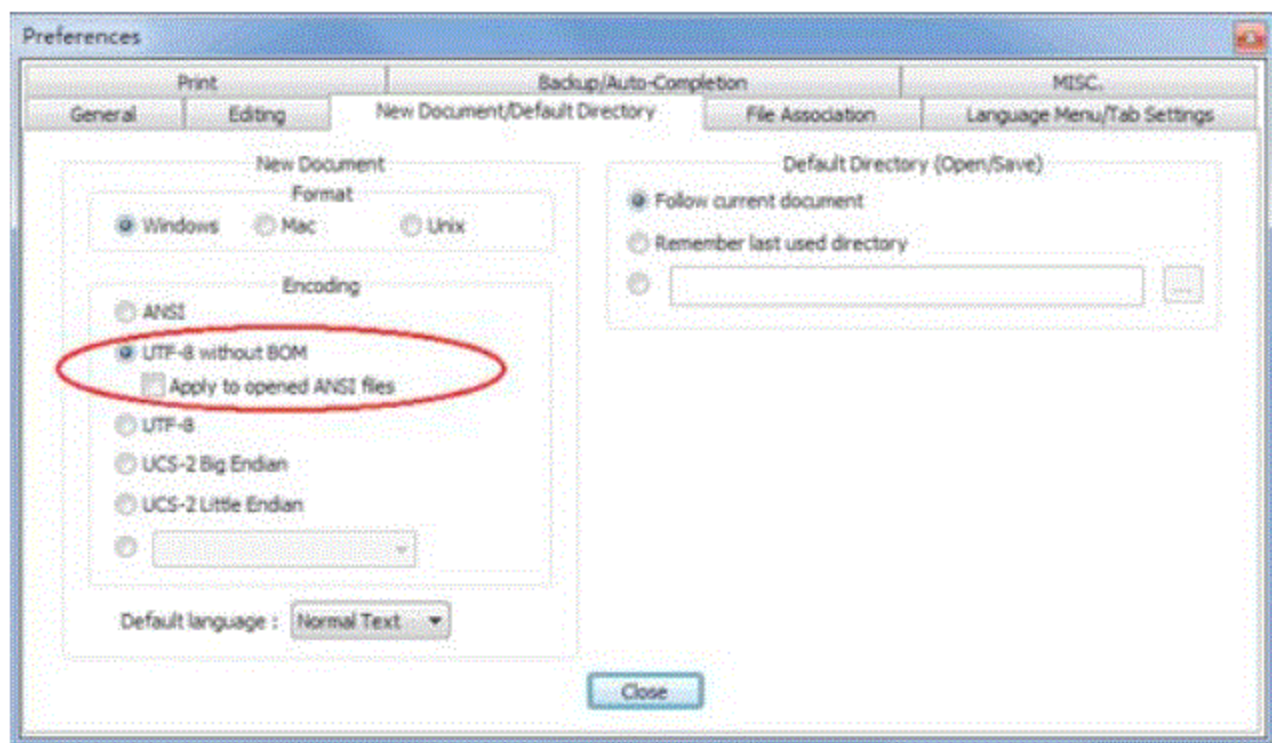 Preferences
Print Backup/Auto-Completion MISC.
General Editing New Document/Default Directory File Association Language Menu/Tab Settings
New Document
Format
Windows Mac Unix
Encoding
ANSI
UTF-8 without BOM
Apply to opened ANSI files
UTF-8
UCS-2 Big Endian
UCS-2 Little Endian
Default language : Normal Text
Default Directory (Open/Save)
Follow current document
Remember last used directory
...
Close